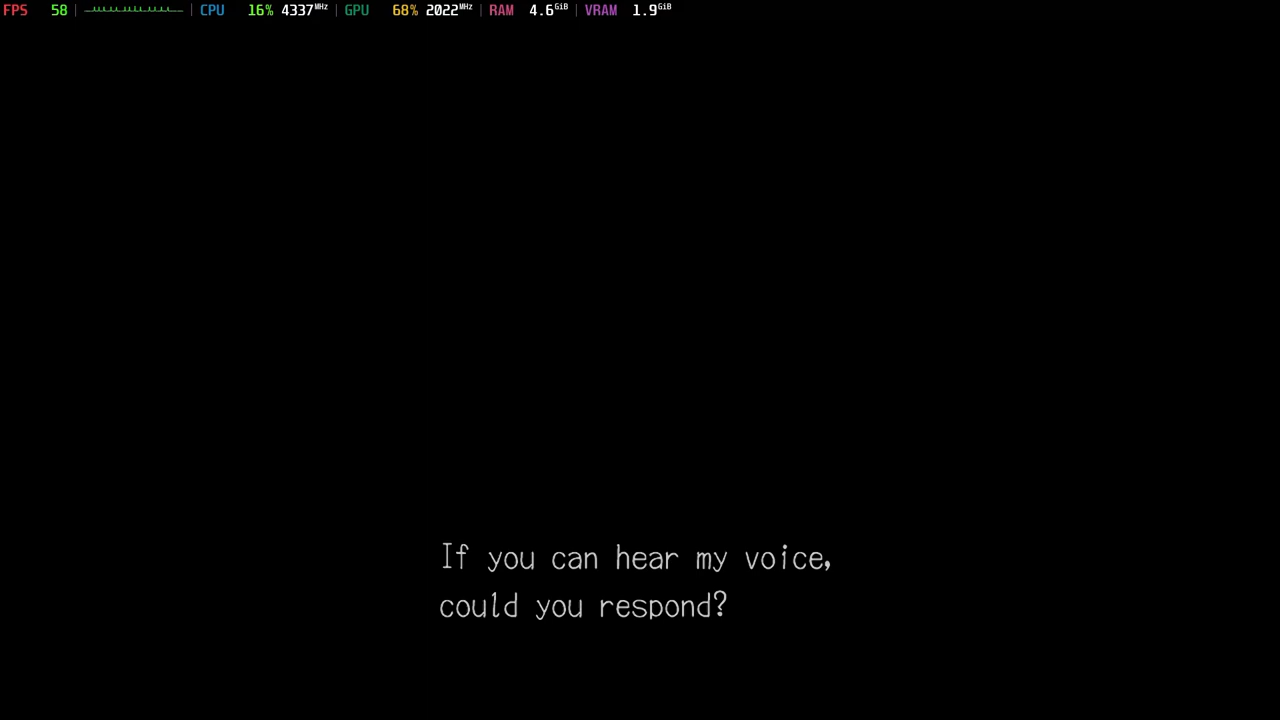 FPS 58 | CPU 16% 4337MHz | GPU 68% 2022MHz | RAM 4.6GiB | VRAM 1.9GiB
If you can hear my voice,
could you respond?